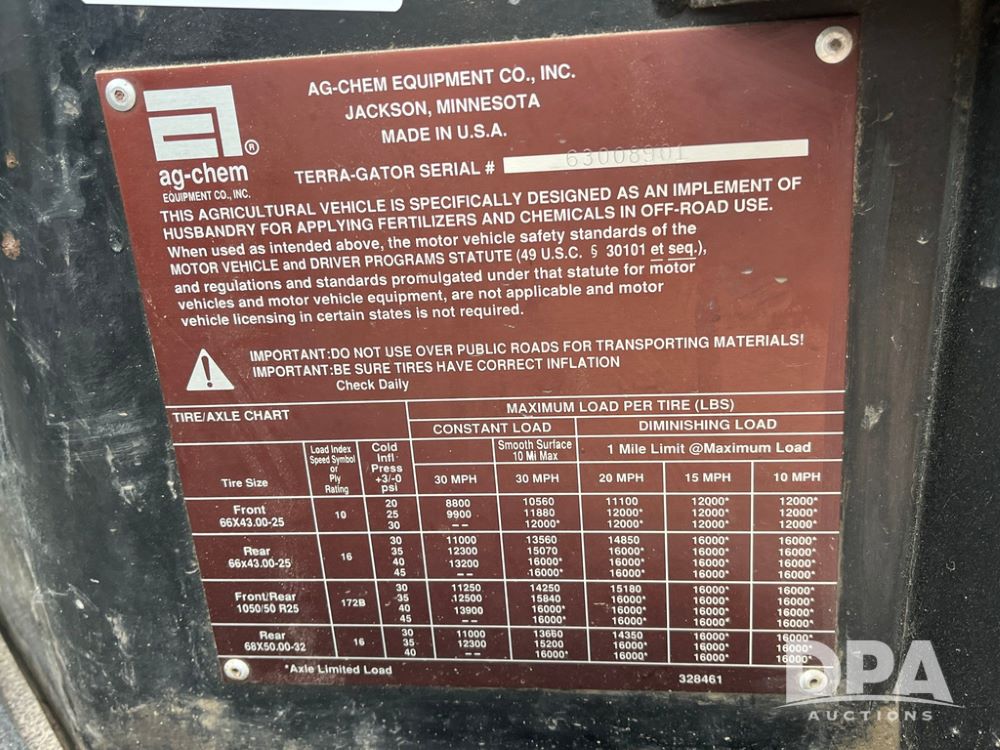 AG-CHEM EQUIPMENT CO., INC.
JACKSON, MINNESOTA
MADE IN U.S.A.
ag-chem ®
EQUIPMENT CO., INC.
TERRA-GATOR SERIAL # 63008901
THIS AGRICULTURAL VEHICLE IS SPECIFICALLY DESIGNED AS AN IMPLEMENT OF
HUSBANDRY FOR APPLYING FERTILIZERS AND CHEMICALS IN OFF-ROAD USE.
When used as intended above, the motor vehicle safety standards of the
MOTOR VEHICLE and DRIVER PROGRAMS STATUTE (49 U.S.C. § 30101 et seq.),
and regulations and standards promulgated under that statute for motor
vehicles and motor vehicle equipment, are not applicable and motor
vehicle licensing in certain states is not required.
IMPORTANT:DO NOT USE OVER PUBLIC ROADS FOR TRANSPORTING MATERIALS!
IMPORTANT:BE SURE TIRES HAVE CORRECT INFLATION
Check Daily
TIRE/AXLE CHART MAXIMUM LOAD PER TIRE (LBS)
CONSTANT LOAD DIMINISHING LOAD
Tire Size
Load Index
Speed Symbol
or
Ply
Rating
Cold
Infl
Press
+3/-0
psi
Smooth Surface
10 Mi Max
1 Mile Limit @Maximum Load
30 MPH 30 MPH 20 MPH 15 MPH 10 MPH
Front
66X43.00-25
10
20 8800 10560 11100 12000* 12000*
25 9900 11880 12000* 12000* 12000*
30 -- 12000* 12000* 12000* 12000*
Rear
66x43.00-25
16
30 11000 13560 14850 16000* 16000*
35 12300 15070 16000* 16000* 16000*
40 13200 16000* 16000* 16000* 16000*
45 -- 16000* 16000* 16000* 16000*
Front/Rear
1050/50 R25
172B
30 11250 14250 15180 16000* 16000*
35 12500 15840 16000* 16000* 16000*
40 13900 16000* 16000* 16000* 16000*
45 -- 16000* 16000* 16000* 16000*
Rear
68X50.00-32
16
30 11000 13660 14350 16000* 16000*
35 12300 15200 16000* 16000* 16000*
40 -- 16000* 16000* 16000* 16000*
*Axle Limited Load 328461
DPA
AUCTIONS